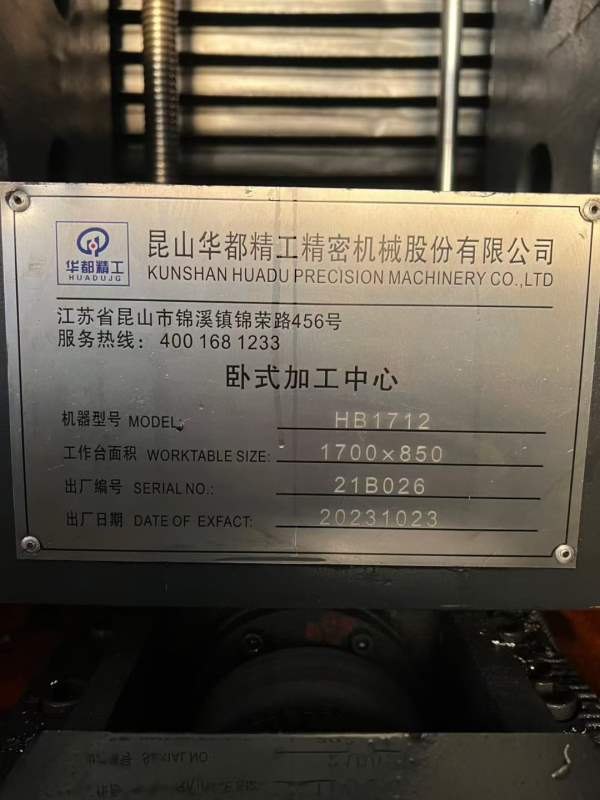 华都精工
HUADUJG
昆山华都精工精密机械股份有限公司
KUNSHAN HUADU PRECISION MACHINERY CO.,LTD
江苏省昆山市锦溪镇锦荣路456号
服务热线：400 168 1233
卧式加工中心
机器型号 MODEL: HB1712
工作台面积 WORKTABLE SIZE: 1700×850
出厂编号 SERIAL NO.: 21B026
出厂日期 DATE OF EXFACT: 20231023